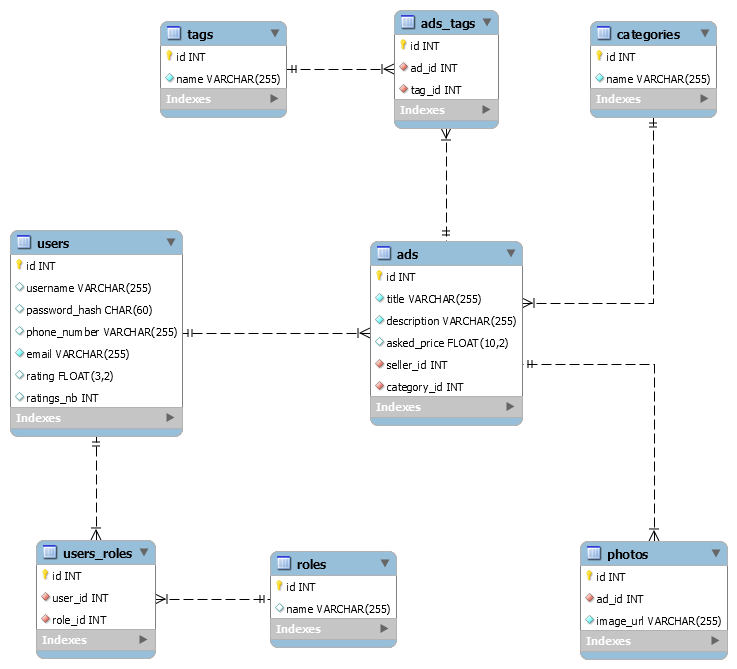 tags
id INT
name VARCHAR(255)
Indexes
ads_tags
id INT
ad_id INT
tag_id INT
Indexes
categories
id INT
name VARCHAR(255)
Indexes
users
id INT
username VARCHAR(255)
password_hash CHAR(60)
phone_number VARCHAR(255)
email VARCHAR(255)
rating FLOAT(3,2)
ratings_nb INT
Indexes
ads
id INT
title VARCHAR(255)
description VARCHAR(255)
asked_price FLOAT(10,2)
seller_id INT
category_id INT
Indexes
users_roles
id INT
user_id INT
role_id INT
Indexes
roles
id INT
name VARCHAR(255)
Indexes
photos
id INT
ad_id INT
image_url VARCHAR(255)
Indexes